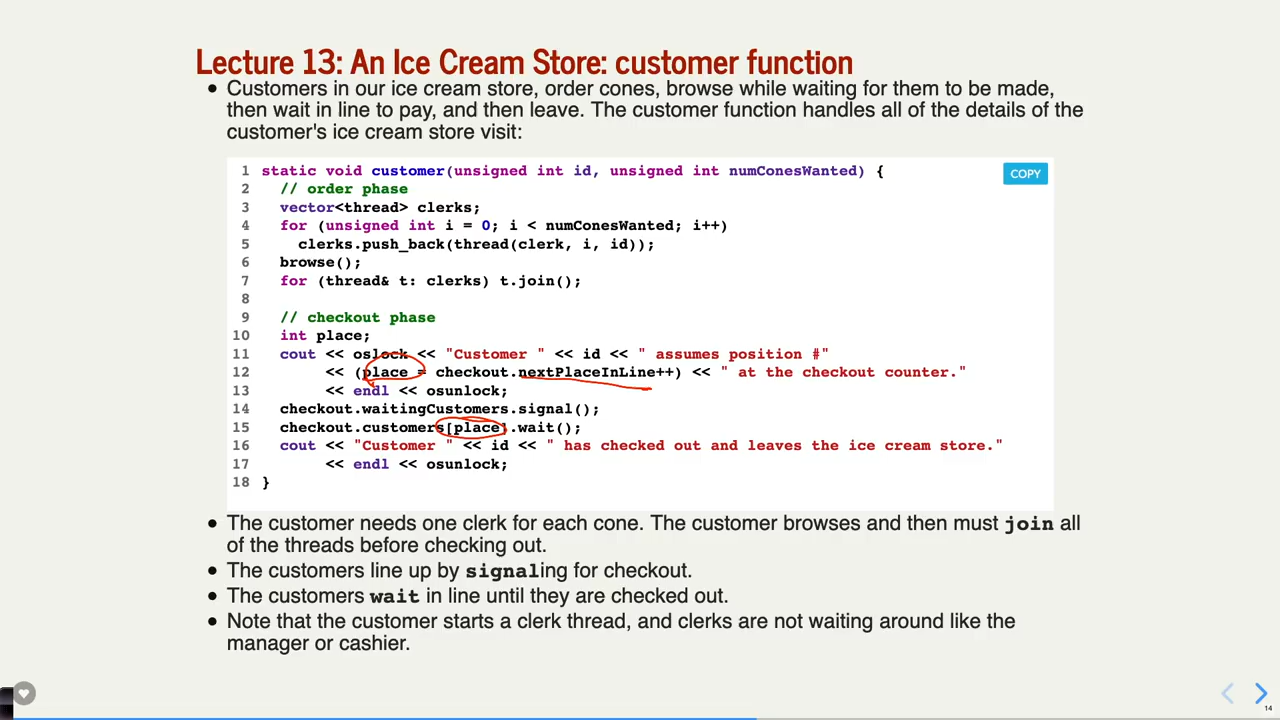 Lecture 13: An Ice Cream Store: customer function
• Customers in our ice cream store, order cones, browse while waiting for them to be made,
then wait in line to pay, and then leave. The customer function handles all of the details of the
customer's ice cream store visit:
COPY
1 static void customer(unsigned int id, unsigned int numConesWanted) {
2   // order phase
3   vector<thread> clerks;
4   for (unsigned int i = 0; i < numConesWanted; i++)
5     clerks.push_back(thread(clerk, i, id));
6   browse();
7   for (thread& t: clerks) t.join();
8
9   // checkout phase
10   int place;
11   cout << oslock << "Customer " << id << " assumes position #"
12        << (place = checkout.nextPlaceInLine++) << " at the checkout counter."
13        << endl << osunlock;
14   checkout.waitingCustomers.signal();
15   checkout.customers[place].wait();
16   cout << "Customer " << id << " has checked out and leaves the ice cream store."
17        << endl << osunlock;
18 }
• The customer needs one clerk for each cone. The customer browses and then must join all
of the threads before checking out.
• The customers line up by signaling for checkout.
• The customers wait in line until they are checked out.
• Note that the customer starts a clerk thread, and clerks are not waiting around like the
manager or cashier.
14